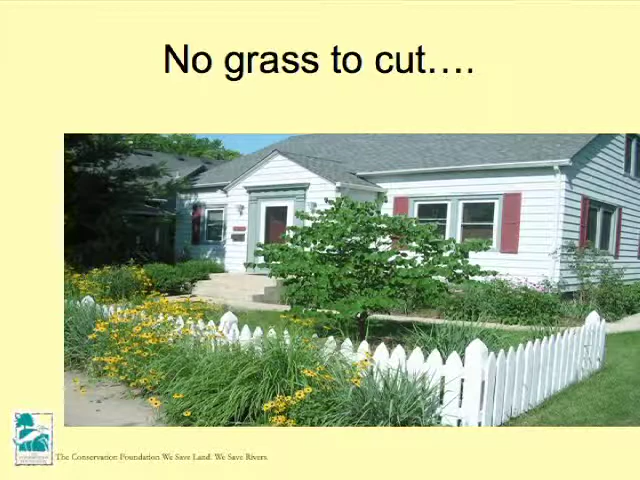 No grass to cut….
The Conservation Foundation We Save Land. We Save Rivers.